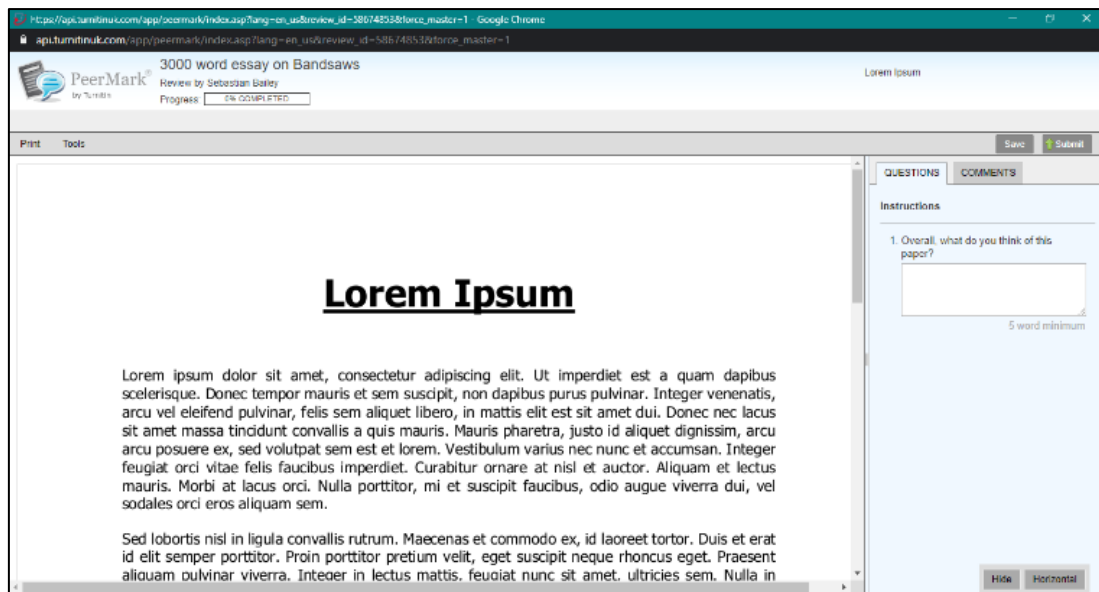 https://api.turnitinuk.com/app/peermark/index.asp?lang=en_us&review_id=58674853&force_master=1 - Google Chrome
api.turnitinuk.com/app/peermark/index.asp?lang=en_us&review_id=58674853&force_master=1
PeerMark®
by Turnitin
3000 word essay on Bandsaws
Review by Sebastian Bailey
Progress: 0% COMPLETED
Lorem Ipsum
Print Tools
Save Submit
Lorem Ipsum
Lorem ipsum dolor sit amet, consectetur adipiscing elit. Ut imperdiet est a quam dapibus
scelerisque. Donec tempor mauris et sem suscipit, non dapibus purus pulvinar. Integer venenatis,
arcu vel eleifend pulvinar, felis sem aliquet libero, in mattis elit est sit amet dui. Donec nec lacus
sit amet massa tincidunt convallis a quis mauris. Mauris pharetra, justo id aliquet dignissim, arcu
arcu posuere ex, sed volutpat sem est et lorem. Vestibulum varius nec nunc et accumsan. Integer
feugiat orci vitae felis faucibus imperdiet. Curabitur ornare at nisl et auctor. Aliquam et lectus
mauris. Morbi at lacus orci. Nulla porttitor, mi et suscipit faucibus, odio augue viverra dui, vel
sodales orci eros aliquam sem.
Sed lobortis nisl in ligula convallis rutrum. Maecenas et commodo ex, id laoreet tortor. Duis et erat
id elit semper porttitor. Proin porttitor pretium velit, eget suscipit neque rhoncus eget. Praesent
aliquam pulvinar viverra. Integer in lectus mattis, feugiat nunc sit amet, ultricies sem. Nulla in
QUESTIONS COMMENTS
Instructions
1. Overall, what do you think of this
paper?
5 word minimum
Hide Horizontal